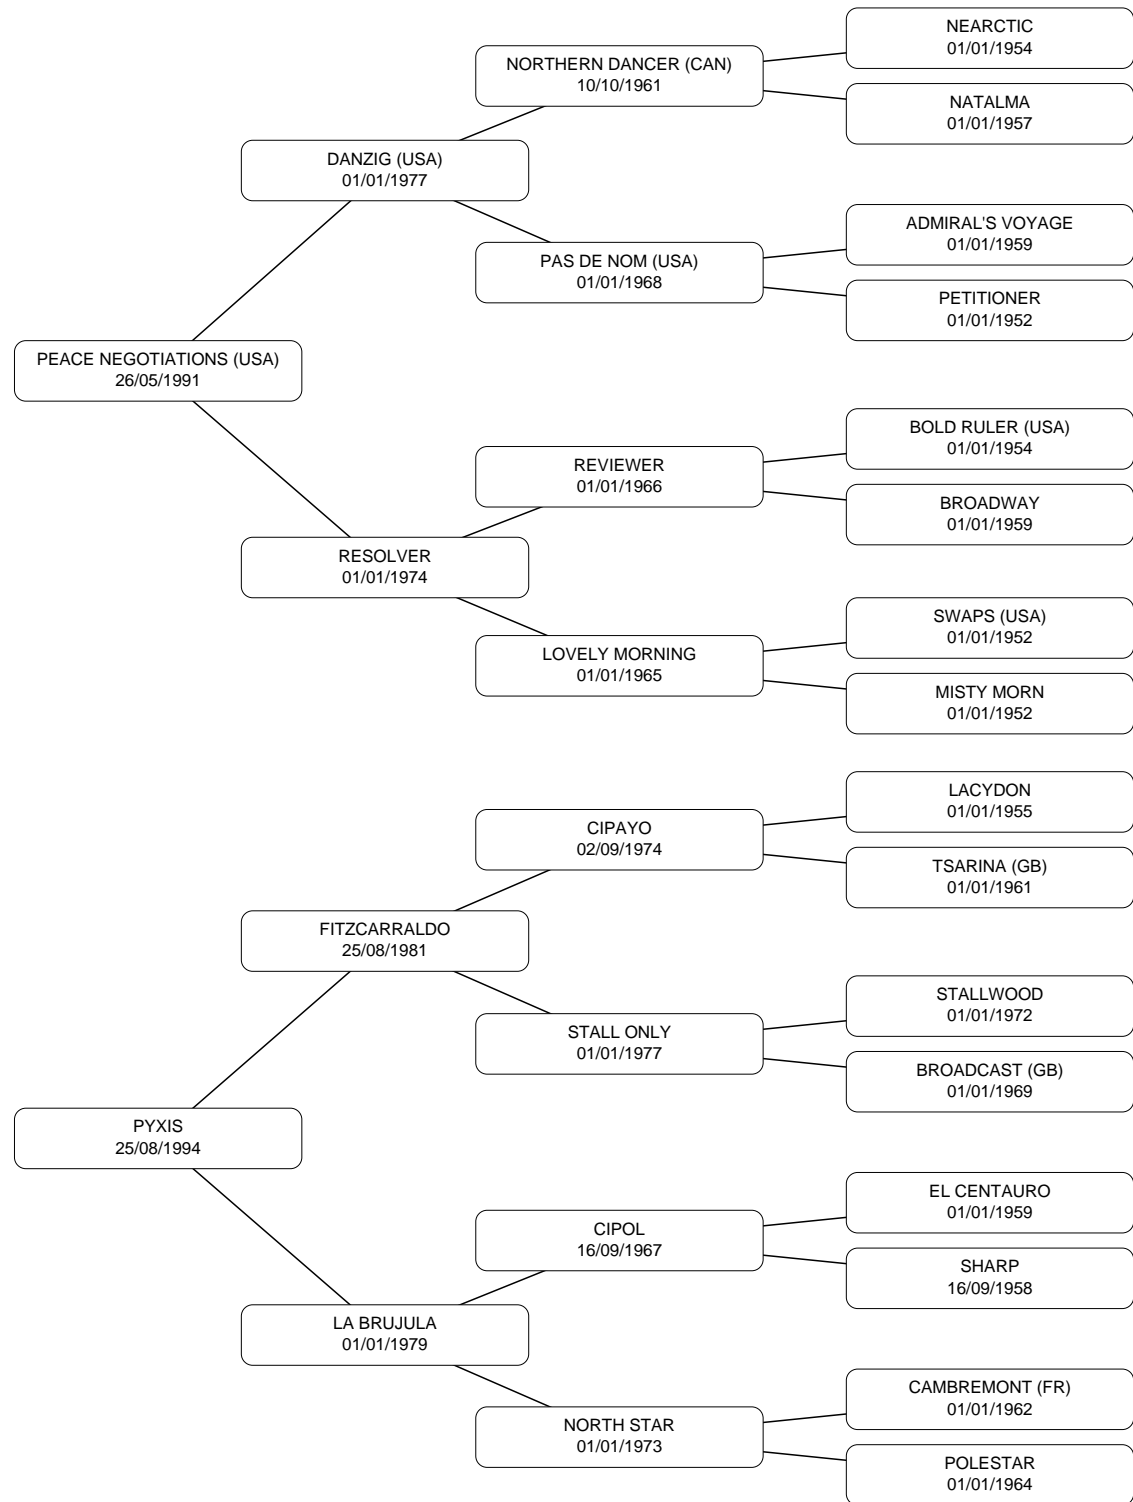 NEARCTIC
01/01/1954
NORTHERN DANCER (CAN)
10/10/1961
NATALMA
01/01/1957
DANZIG (USA)
01/01/1977
ADMIRAL'S VOYAGE
01/01/1959
PAS DE NOM (USA)
01/01/1968
PETITIONER
01/01/1952
PEACE NEGOTIATIONS (USA)
26/05/1991
BOLD RULER (USA)
01/01/1954
REVIEWER
01/01/1966
BROADWAY
01/01/1959
RESOLVER
01/01/1974
SWAPS (USA)
01/01/1952
LOVELY MORNING
01/01/1965
MISTY MORN
01/01/1952
LACYDON
01/01/1955
CIPAYO
02/09/1974
TSARINA (GB)
01/01/1961
FITZCARRALDO
25/08/1981
STALLWOOD
01/01/1972
STALL ONLY
01/01/1977
BROADCAST (GB)
01/01/1969
PYXIS
25/08/1994
EL CENTAURO
01/01/1959
CIPOL
16/09/1967
SHARP
16/09/1958
LA BRUJULA
01/01/1979
CAMBREMONT (FR)
01/01/1962
NORTH STAR
01/01/1973
POLESTAR
01/01/1964